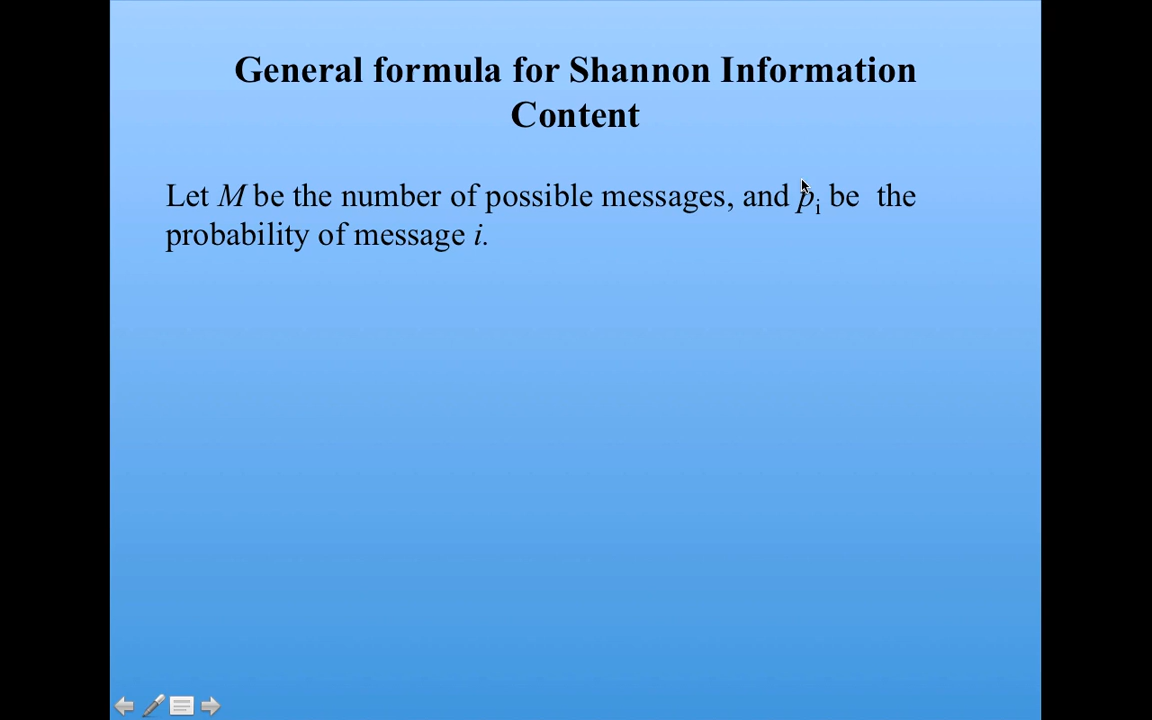 General formula for Shannon Information
Content
Let M be the number of possible messages, and pi be  the
probability of message i.